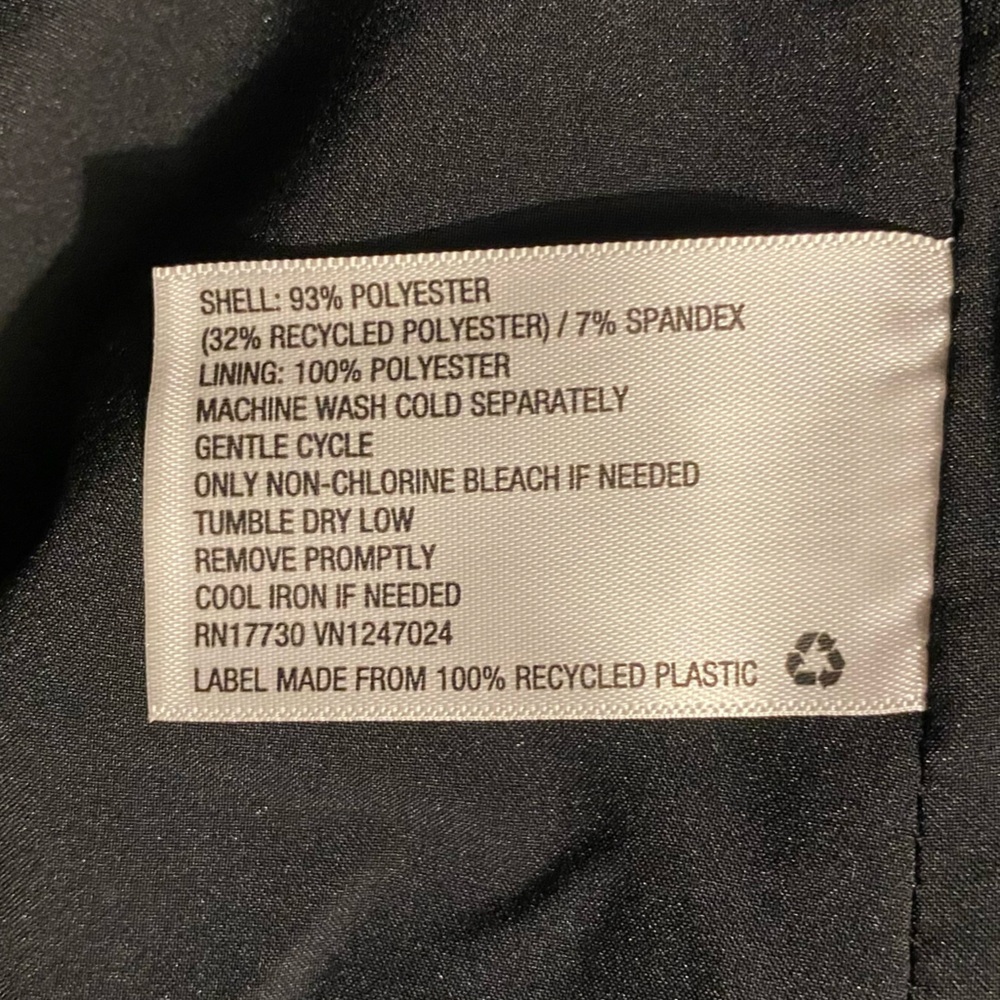 SHELL: 93% POLYESTER
(32% RECYCLED POLYESTER) / 7% SPANDEX
LINING: 100% POLYESTER
MACHINE WASH COLD SEPARATELY
GENTLE CYCLE
ONLY NON-CHLORINE BLEACH IF NEEDED
TUMBLE DRY LOW
REMOVE PROMPTLY
COOL IRON IF NEEDED
RN17730 VN1247024
LABEL MADE FROM 100% RECYCLED PLASTIC